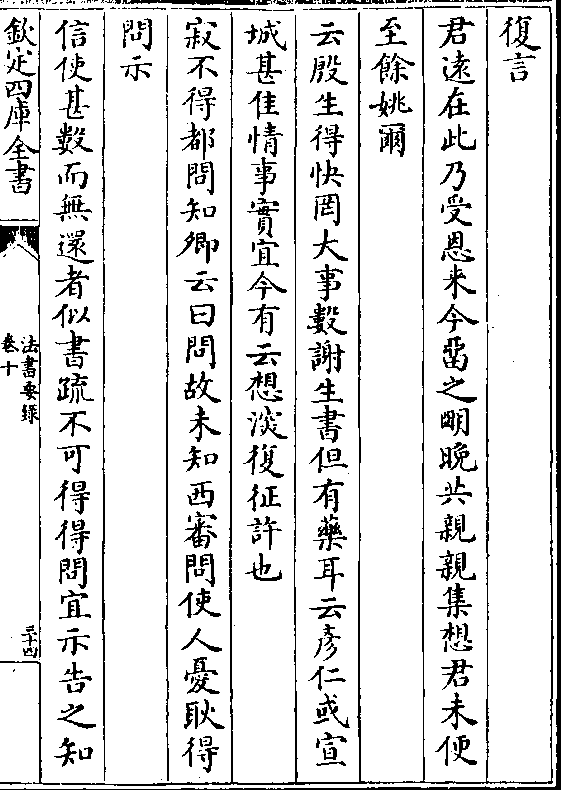 復言
君遠在此乃受恩来今留之明晚共親親集想君未便
至餘姚爾
云殷生得快罔大事數謝生書但有藥耳云彦仁或宣
城甚佳情事實宜今有云想淡復征許也
寂不得都問知卿云曰問故未知西審問使人憂耿得
問示
信使甚數而無還者似書疏不可得得問宜示告之知
欽定四庫全書
法書要録
卷十
三十四